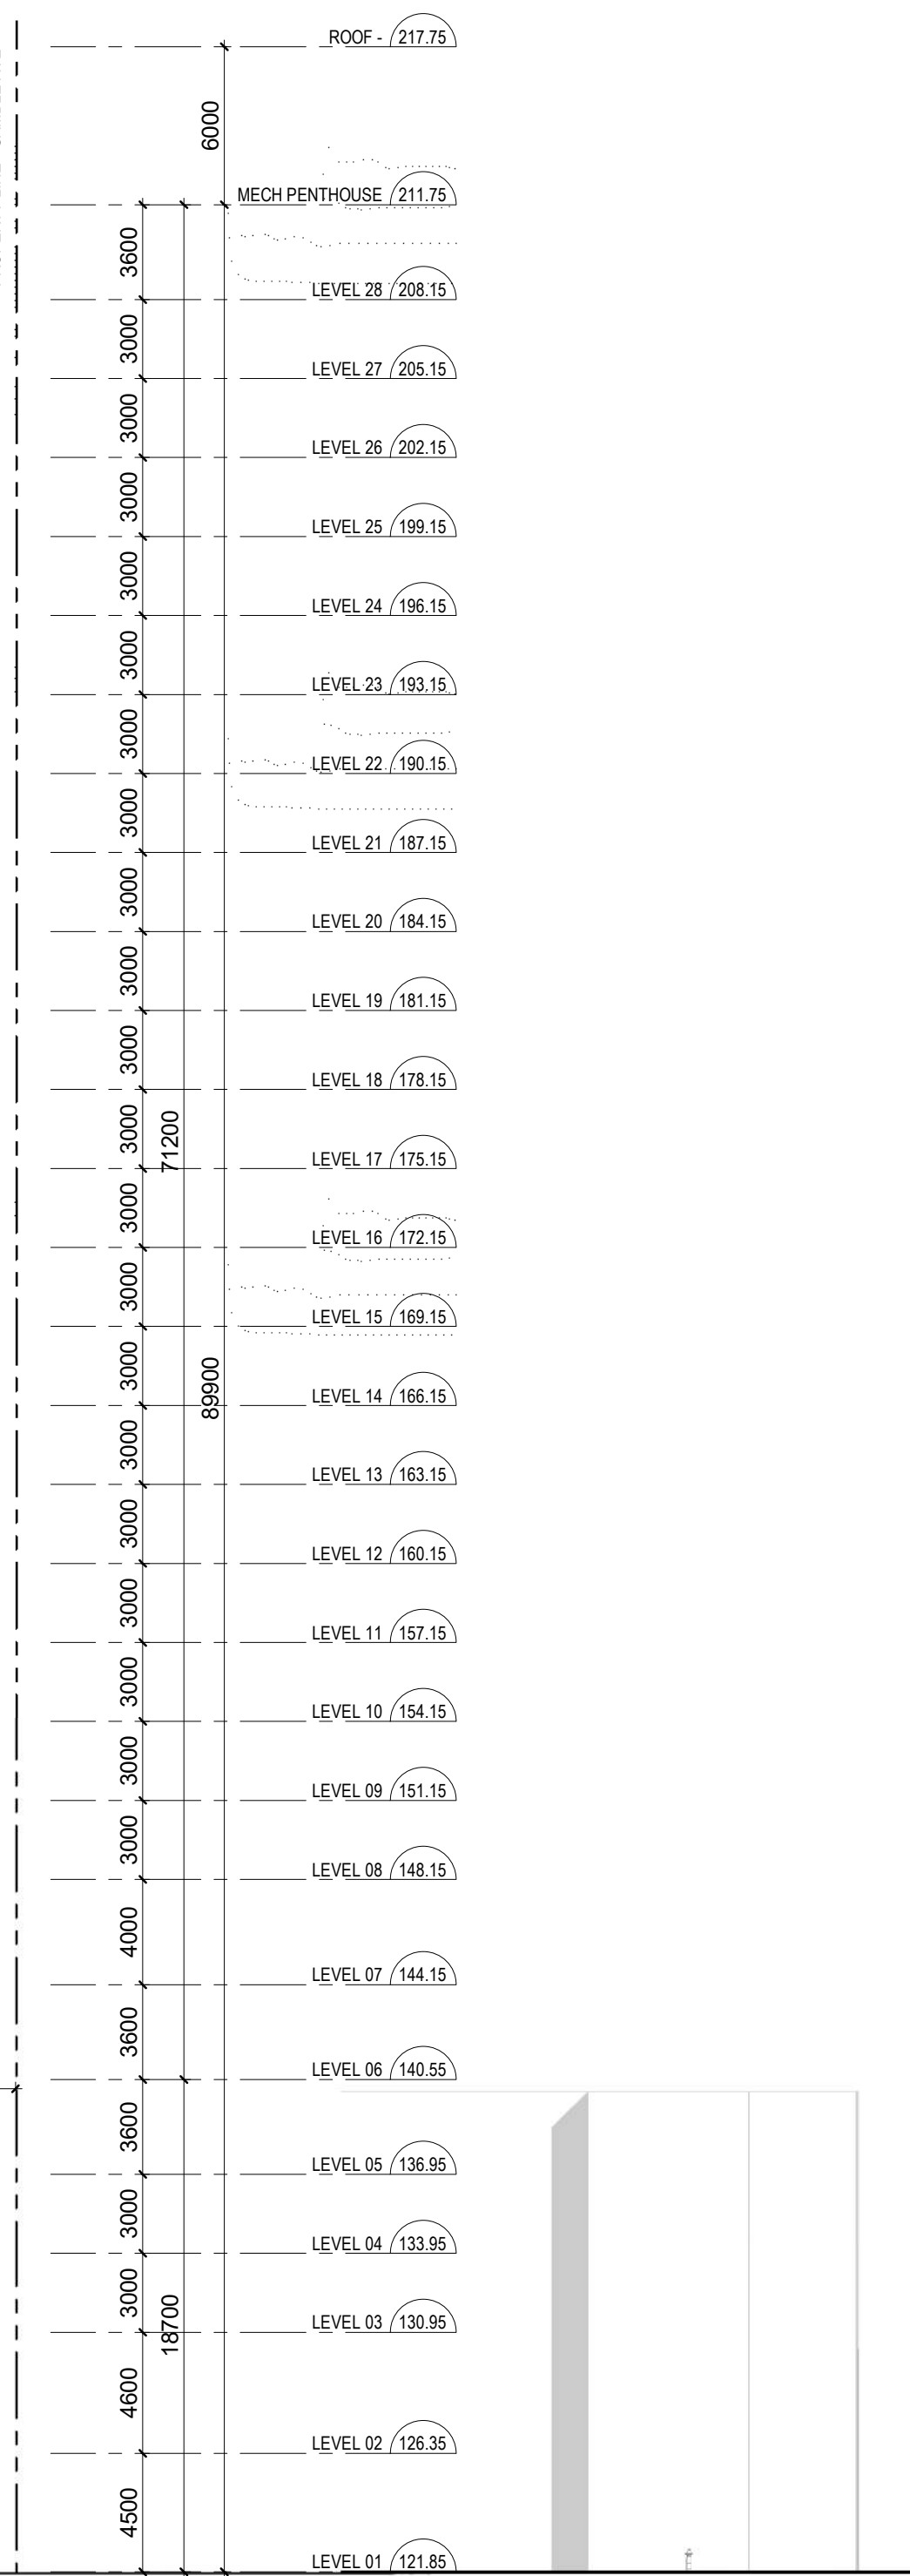 ROOF - 217.75
6000
MECH PENTHOUSE 211.75
3600
LEVEL 28 208.15
3000
LEVEL 27 205.15
3000
LEVEL 26 202.15
3000
LEVEL 25 199.15
3000
LEVEL 24 196.15
3000
LEVEL 23 193.15
3000
LEVEL 22 190.15
3000
LEVEL 21 187.15
3000
LEVEL 20 184.15
3000
LEVEL 19 181.15
3000
LEVEL 18 178.15
3000
71200
LEVEL 17 175.15
3000
LEVEL 16 172.15
3000
LEVEL 15 169.15
3000
89900
LEVEL 14 166.15
3000
LEVEL 13 163.15
3000
LEVEL 12 160.15
3000
LEVEL 11 157.15
3000
LEVEL 10 154.15
3000
LEVEL 09 151.15
3000
LEVEL 08 148.15
4000
LEVEL 07 144.15
3600
LEVEL 06 140.55
3600
LEVEL 05 136.95
3000
LEVEL 04 133.95
3000
18700
LEVEL 03 130.95
4600
LEVEL 02 126.35
4500
LEVEL 01 121.85